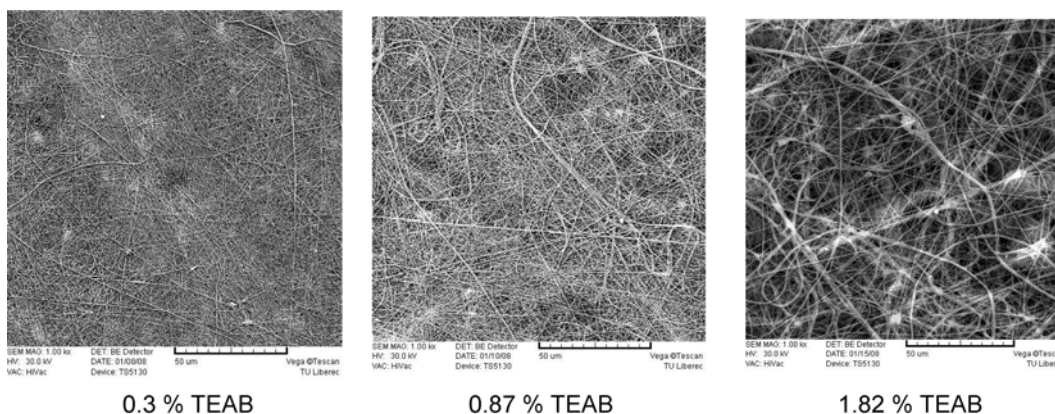 SEM MAG: 1.00 kx DET: BE Detector
HV: 30.0 kV DATE: 01/08/08 50 um Vega ©Tescan
VAC: HiVac Device: TS5130 TU Liberec
0.3 % TEAB
SEM MAG: 1.00 kx DET: BE Detector
HV: 30.0 kV DATE: 01/10/08 50 um Vega ©Tescan
VAC: HiVac Device: TS5130 TU Liberec
0.87 % TEAB
SEM MAG: 1.00 kx DET: BE Detector
HV: 30.0 kV DATE: 01/15/08 50 um Vega ©Tescan
VAC: HiVac Device: TS5130 TU Liberec
1.82 % TEAB